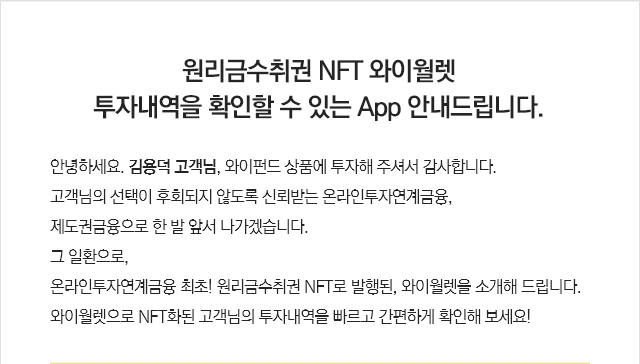 원리금수취권 NFT 와이월렛
투자내역을 확인할 수 있는 App 안내드립니다.
안녕하세요. 김용덕 고객님, 와이펀드 상품에 투자해 주셔서 감사합니다.
고객님의 선택이 후회되지 않도록 신뢰받는 온라인투자연계금융,
제도권금융으로 한 발 앞서 나가겠습니다.
그 일환으로,
온라인투자연계금융 최초! 원리금수취권 NFT로 발행된, 와이월렛을 소개해 드립니다.
와이월렛으로 NFT화된 고객님의 투자내역을 빠르고 간편하게 확인해 보세요!